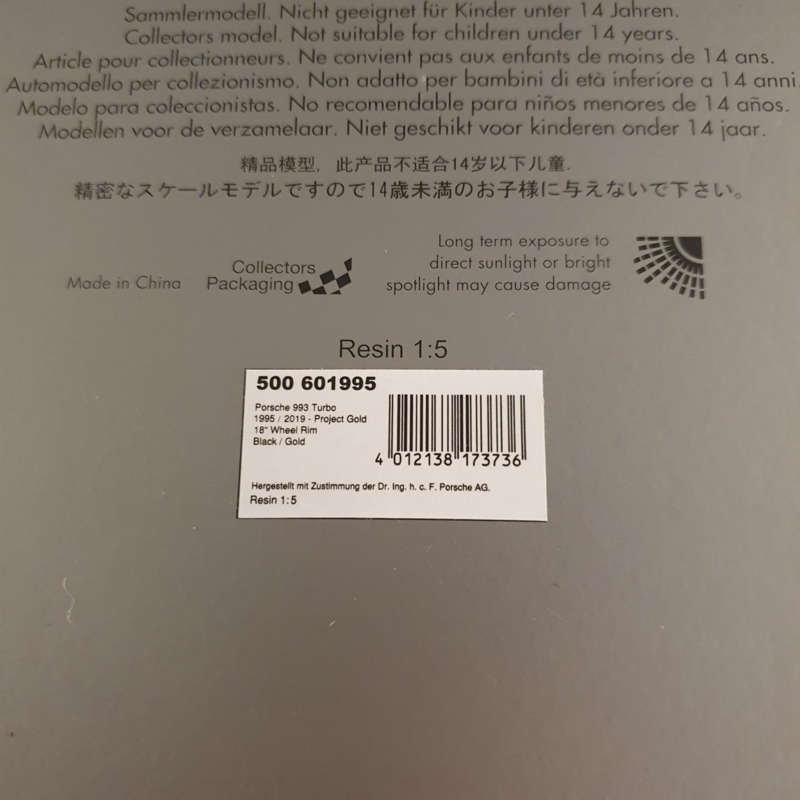 Sammlermodell. Nicht geeignet für Kinder unter 14 Jahren.
Collectors model. Not suitable for children under 14 years.
Article pour collectionneurs. Ne convient pas aux enfants de moins de 14 ans.
Automodello per collezionismo. Non adatto per bambini di età inferiore a 14 anni.
Modelo para coleccionistas. No recomendable para niños menores de 14 años.
Modellen voor de verzamelaar. Niet geschikt voor kinderen onder 14 jaar.
精品模型，此产品不适合14岁以下儿童.
精密なスケールモデルですので14歳未満のお子様に与えないで下さい。
Made in China
Collectors
Packaging
Long term exposure to
direct sunlight or bright
spotlight may cause damage
Resin 1:5
500 601995
Porsche 993 Turbo
1995 / 2019 - Project Gold
18" Wheel Rim
Black / Gold
4 012138 173736
Hergestellt mit Zustimmung der Dr. Ing. h. c. F. Porsche AG.
Resin 1:5